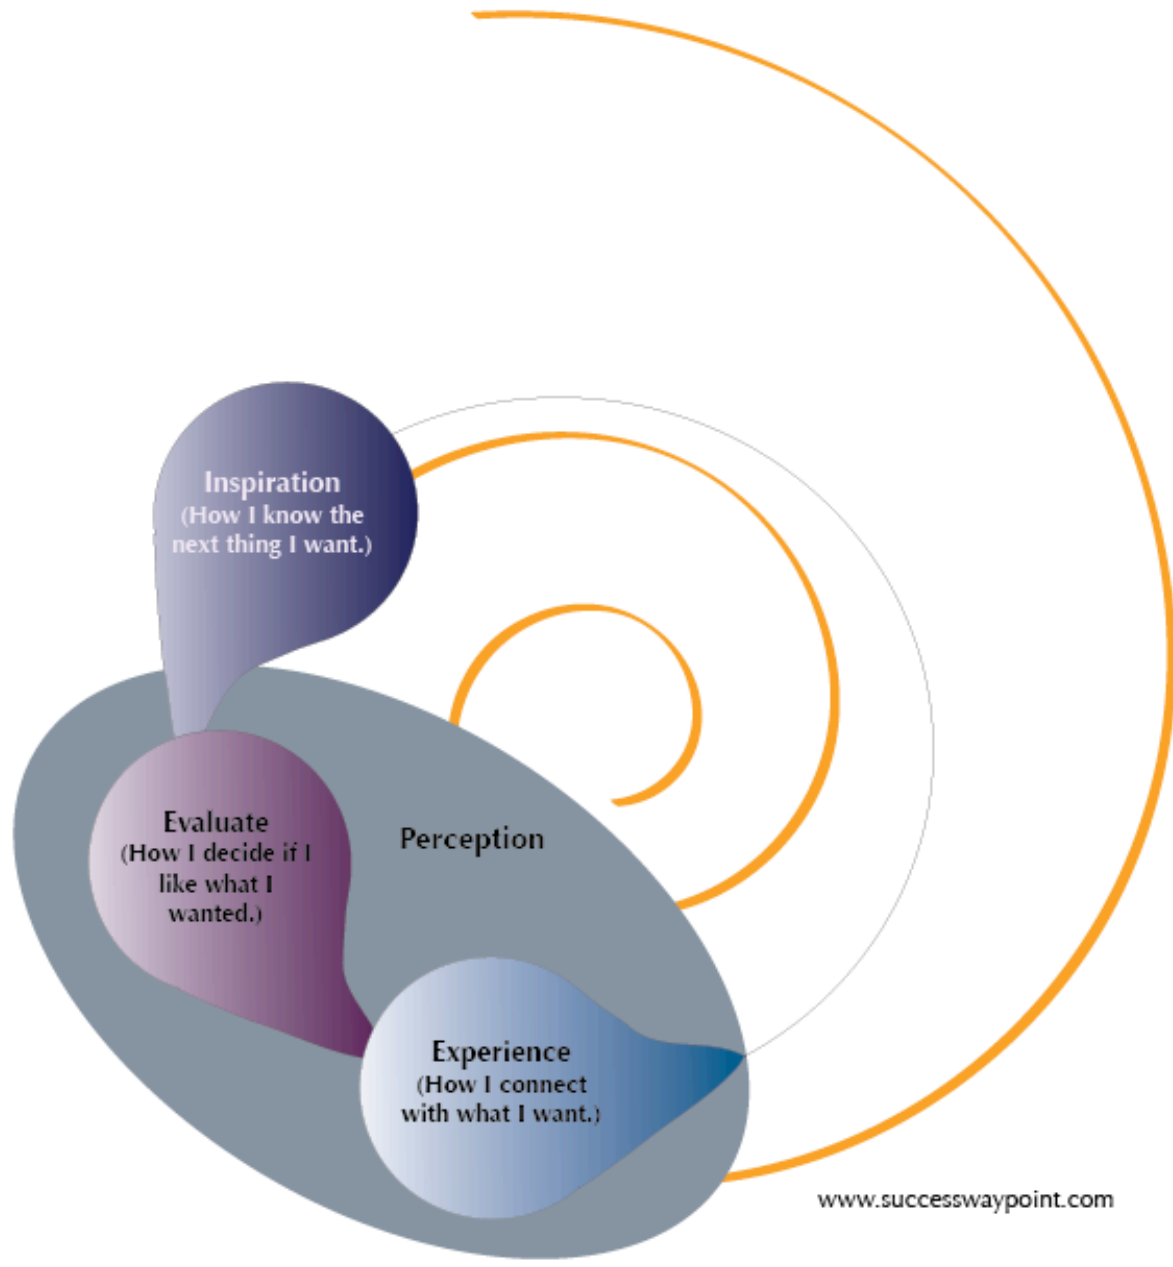 Inspiration
(How I know the
next thing I want.)
Evaluate
(How I decide if I
like what I
wanted.)
Perception
Experience
(How I connect
with what I want.)
www.successwaypoint.com